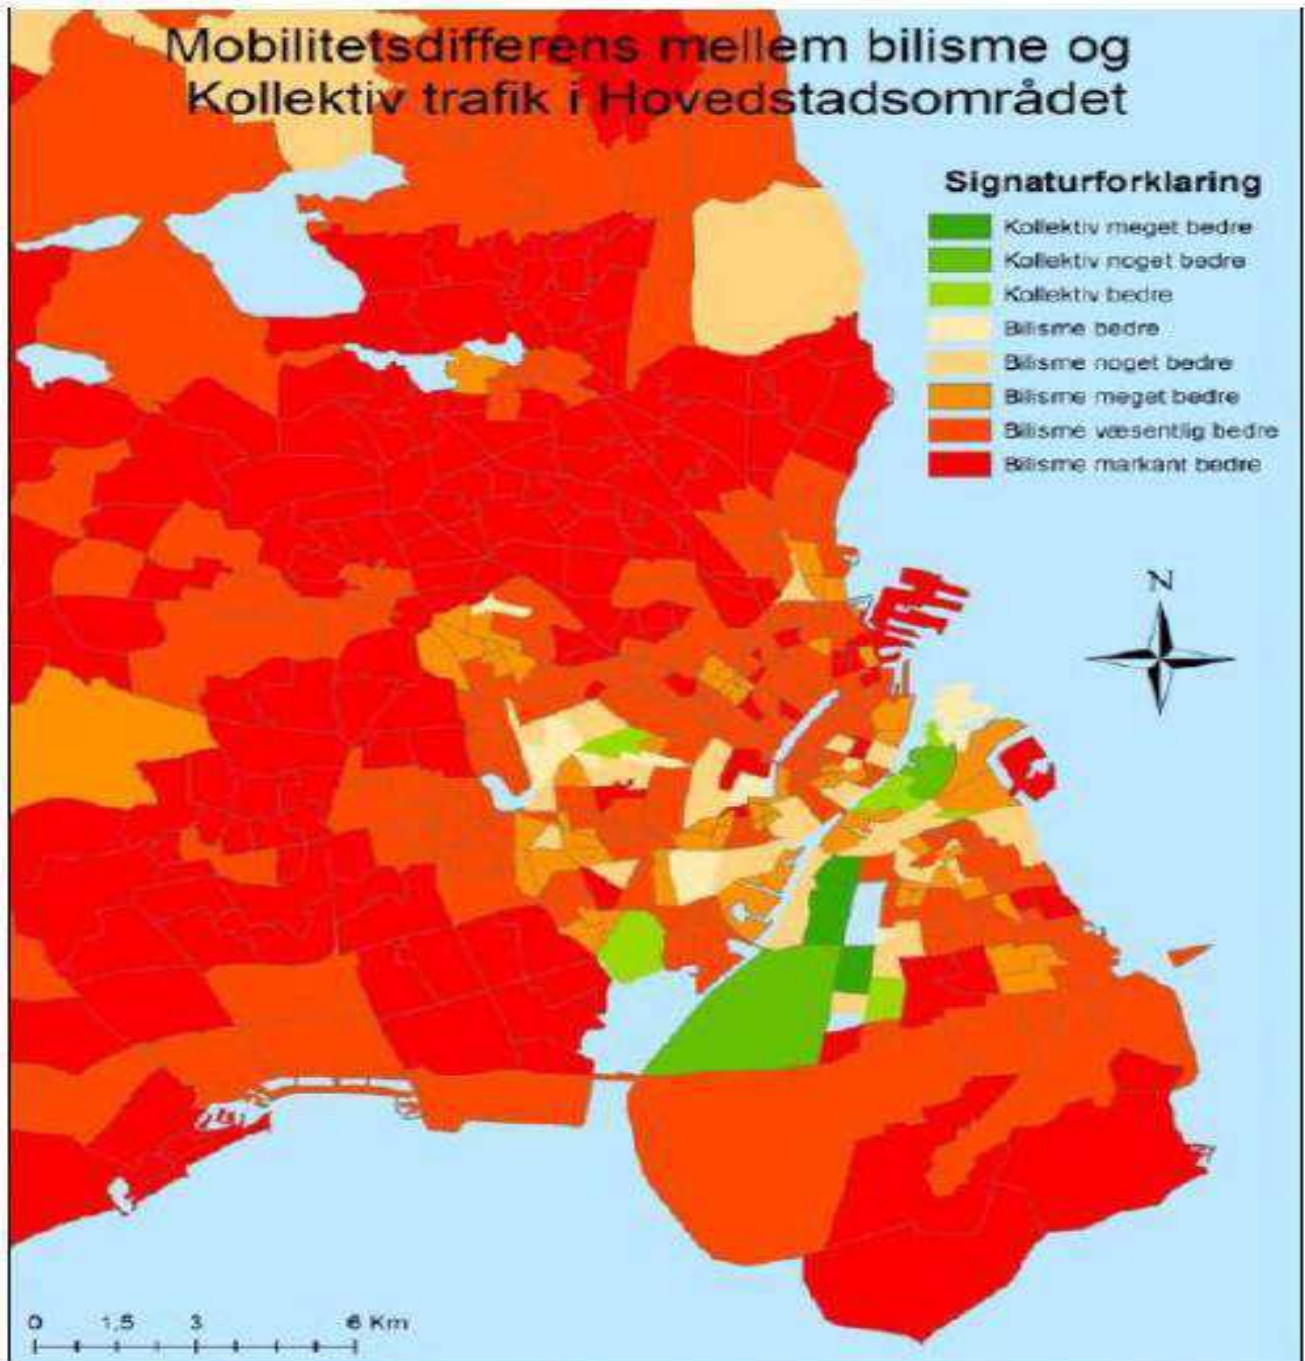 Mobilitetsdifferens mellem bilisme og
Kollektiv trafik i Hovedstadsområdet
Signaturforklaring
Kollektiv meget bedre
Kollektiv noget bedre
Kollektiv bedre
Bilisme bedre
Bilisme noget bedre
Bilisme meget bedre
Bilisme væsentlig bedre
Bilisme markant bedre
N
0 1,5 3 6 Km